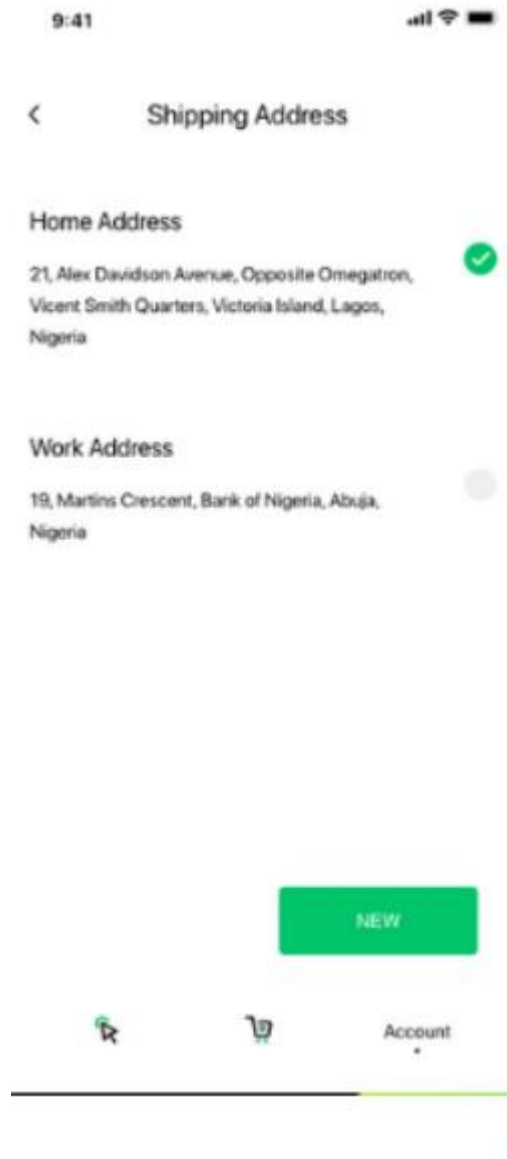 9:41
Shipping Address
Home Address
21, Alex Davidson Avenue, Opposite Omegatron,
Vicent Smith Quarters, Victoria Island, Lagos,
Nigeria
Work Address
19, Martins Crescent, Bank of Nigeria, Abuja,
Nigeria
NEW
Account